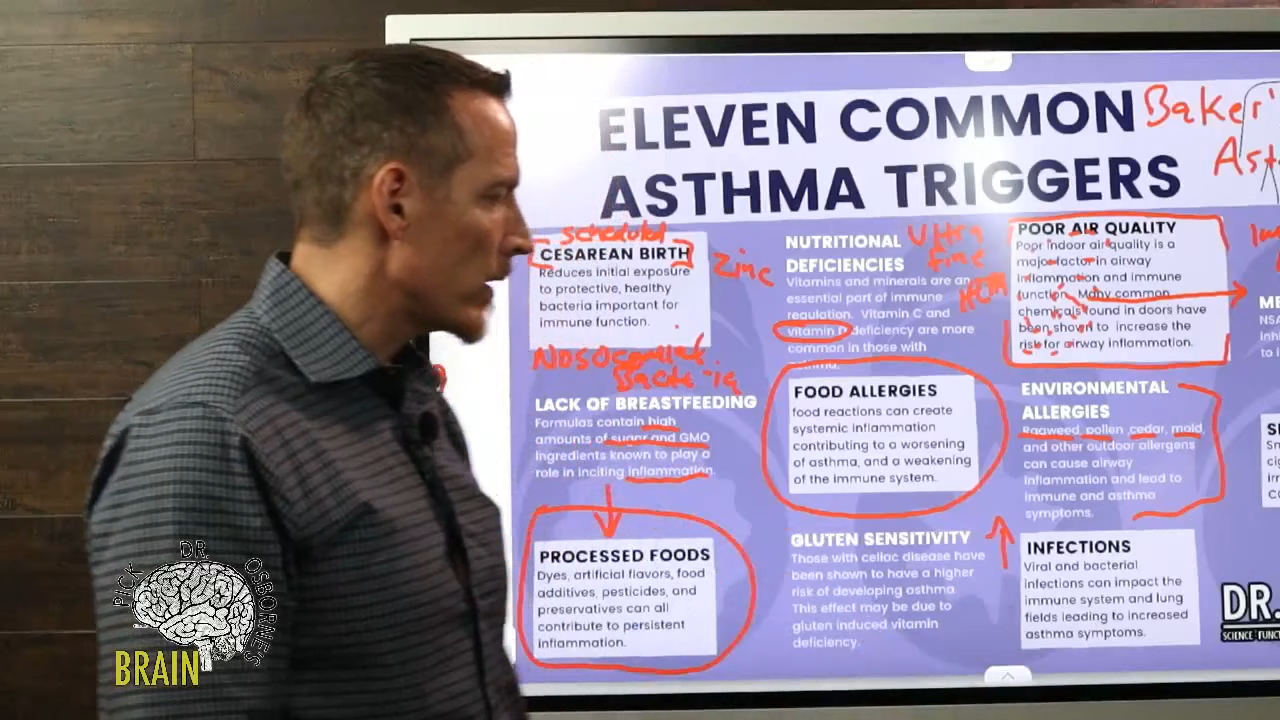 ELEVEN COMMON
ASTHMA TRIGGERS
Baker'
Ast
scheduled
CESAREAN BIRTH
Reduces initial exposure
to protective, healthy
bacteria important for
immune function.
Zinc
LACK OF BREASTFEEDING
Formulas contain high
amounts of sugar and GMO
ingredients known to play a
role in inciting inflammation.
PROCESSED FOODS
Dyes, artificial flavors, food
additives, pesticides, and
preservatives can all
contribute to persistent
inflammation.
NUTRITIONAL
DEFICIENCIES
Vitamins and minerals are an
essential part of immune
regulation. Vitamin C and
vitamin D deficiency are more
common in those with
asthma.
Ultra
fine
FOOD ALLERGIES
food reactions can create
systemic inflammation
contributing to a worsening
of asthma, and a weakening
of the immune system.
GLUTEN SENSITIVITY
Those with celiac disease have
been shown to have a higher
risk of developing asthma.
This effect may be due to
gluten induced vitamin
deficiency.
POOR AIR QUALITY
Poor indoor air quality is a
major factor in airway
inflammation and immune
function. Many common
chemicals found in doors have
been shown to increase the
risk for airway inflammation.
ENVIRONMENTAL
ALLERGIES
Ragweed, pollen, cedar, mold,
and other outdoor allergens
can cause airway
inflammation and lead to
immune and asthma
symptoms.
INFECTIONS
Viral and bacterial
infections can impact the
immune system and lung
fields leading to increased
asthma symptoms.
ME
NSA
inh
to i
DR.
PICK DR. OSBORNE'S
BRAIN